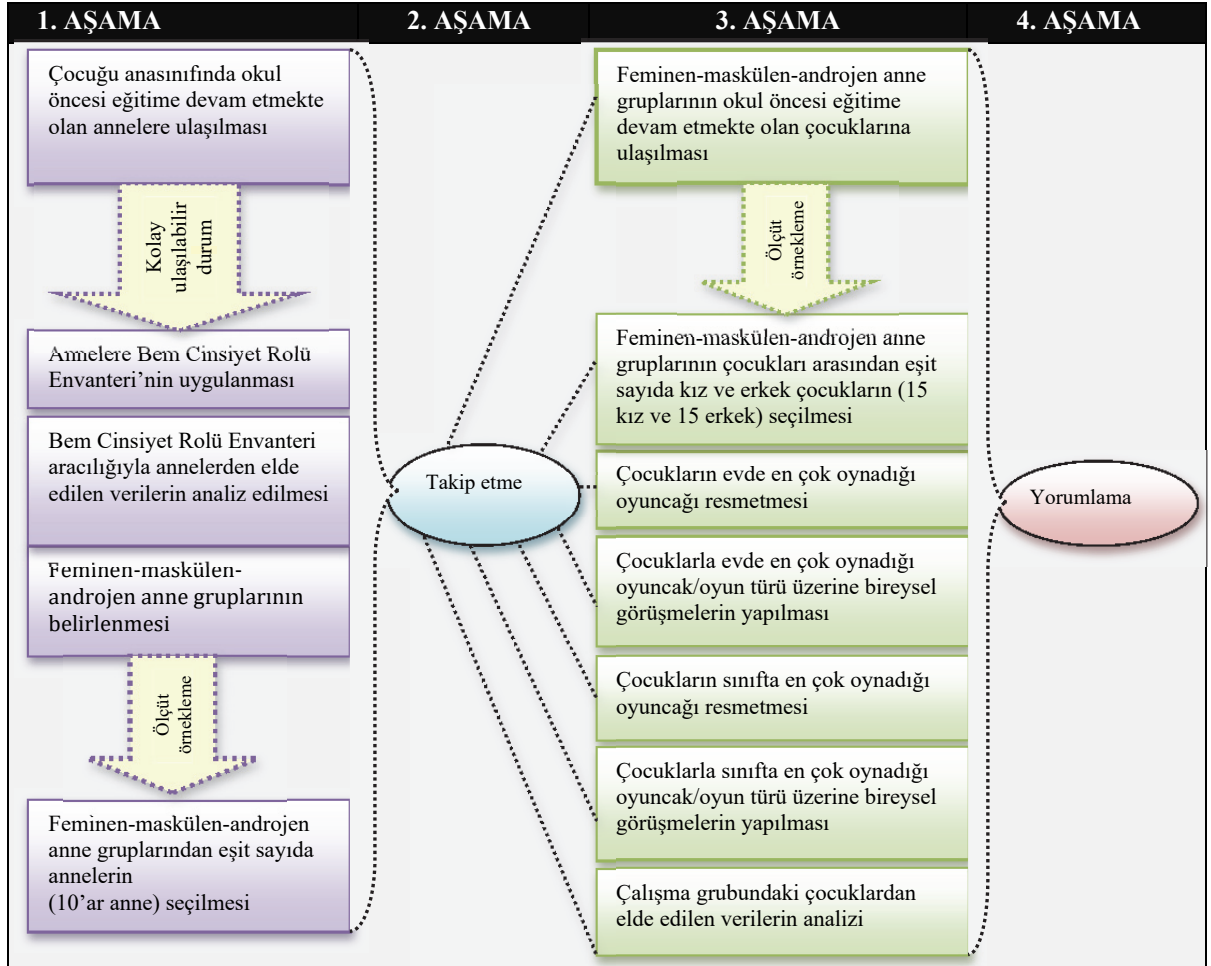 1. AŞAMA
2. AŞAMA
3. AŞAMA
4. AŞAMA
Çocuğu anasınıfında okul
öncesi eğitime devam etmekte
olan annelere ulaşılması
Kolay
ulaşılabilir
durum
Annelere Bem Cinsiyet Rolü
Envanteri’nin uygulanması
Bem Cinsiyet Rolü Envanteri
aracılığıyla annelerden elde
edilen verilerin analiz edilmesi
Feminen-maskülen-
androjen anne gruplarının
belirlenmesi
Ölçüt
örnekleme
Feminen-maskülen-androjen
anne gruplarından eşit sayıda
annelerin
(10’ar anne) seçilmesi
Takip etme
Feminen-maskülen-androjen anne
gruplarının okul öncesi eğitime
devam etmekte olan çocuklarına
ulaşılması
Ölçüt
örnekleme
Feminen-maskülen-androjen anne
gruplarının çocukları arasından eşit
sayıda kız ve erkek çocukların (15
kız ve 15 erkek) seçilmesi
Çocukların evde en çok oynadığı
oyuncağı resmetmesi
Çocuklarla evde en çok oynadığı
oyuncak/oyun türü üzerine bireysel
görüşmelerin yapılması
Çocukların sınıfta en çok oynadığı
oyuncağı resmetmesi
Çocuklarla sınıfta en çok oynadığı
oyuncak/oyun türü üzerine bireysel
görüşmelerin yapılması
Çalışma grubundaki çocuklardan
elde edilen verilerin analizi
Yorumlama